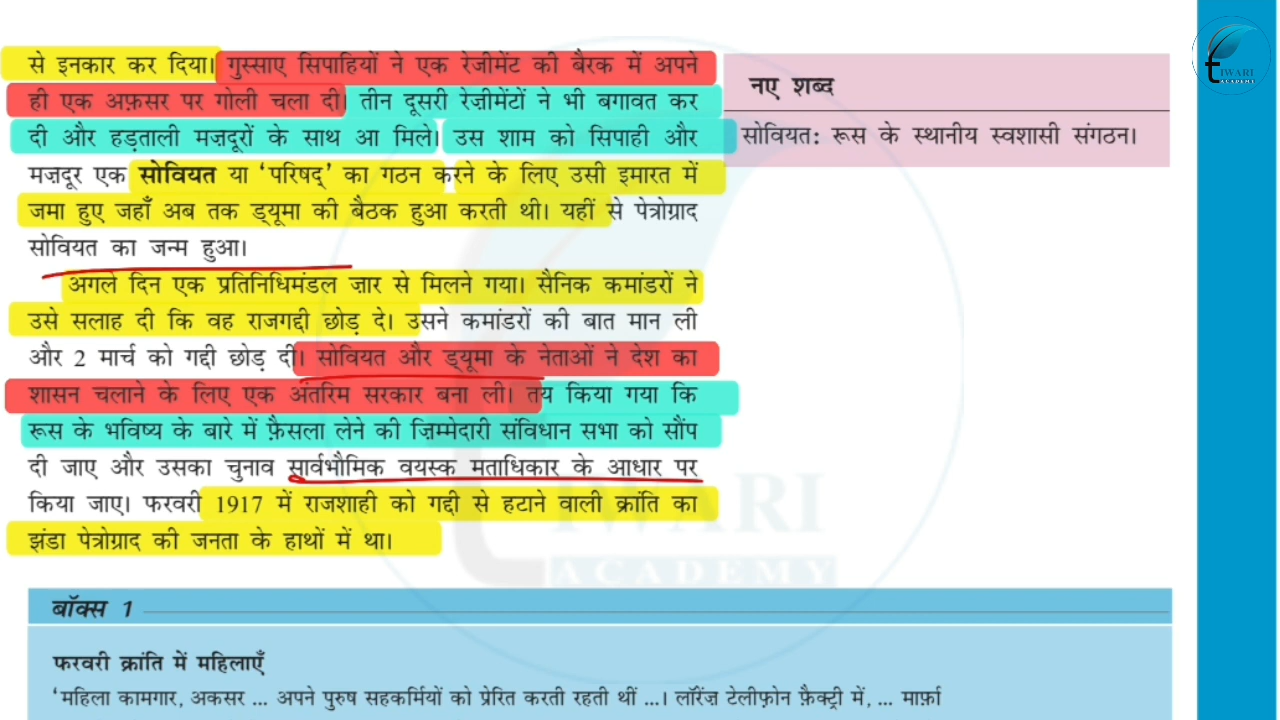 से इनकार कर दिया। गुस्साए सिपाहियों ने एक रेजीमेंट की बैरक में अपने
ही एक अफ़सर पर गोली चला दी। तीन दूसरी रेज़ीमेंटों ने भी बगावत कर
दी और हड़ताली मज़दूरों के साथ आ मिले। उस शाम को सिपाही और
मज़दूर एक सोवियत या ‘परिषद्’ का गठन करने के लिए उसी इमारत में
जमा हुए जहाँ अब तक ड्यूमा की बैठक हुआ करती थी। यहीं से पेत्रोग्राद
सोवियत का जन्म हुआ।
अगले दिन एक प्रतिनिधिमंडल ज़ार से मिलने गया। सैनिक कमांडरों ने
उसे सलाह दी कि वह राजगद्दी छोड़ दे। उसने कमांडरों की बात मान ली
और 2 मार्च को गद्दी छोड़ दी। सोवियत और ड्यूमा के नेताओं ने देश का
शासन चलाने के लिए एक अंतरिम सरकार बना ली। तय किया गया कि
रूस के भविष्य के बारे में फ़ैसला लेने की ज़िम्मेदारी संविधान सभा को सौंप
दी जाए और उसका चुनाव सार्वभौमिक वयस्क मताधिकार के आधार पर
किया जाए। फरवरी 1917 में राजशाही को गद्दी से हटाने वाली क्रांति का
झंडा पेत्रोग्राद की जनता के हाथों में था।
नए शब्द
सोवियत: रूस के स्थानीय स्वशासी संगठन।
TIWARI
ACADEMY
IWARI
ACADEMY
बॉक्स 1
फरवरी क्रांति में महिलाएँ
‘महिला कामगार, अकसर ... अपने पुरुष सहकर्मियों को प्रेरित करती रहती थीं ...। लॉरेंज़ टेलीफ़ोन फ़ैक्ट्री में, ... मार्फ़ा